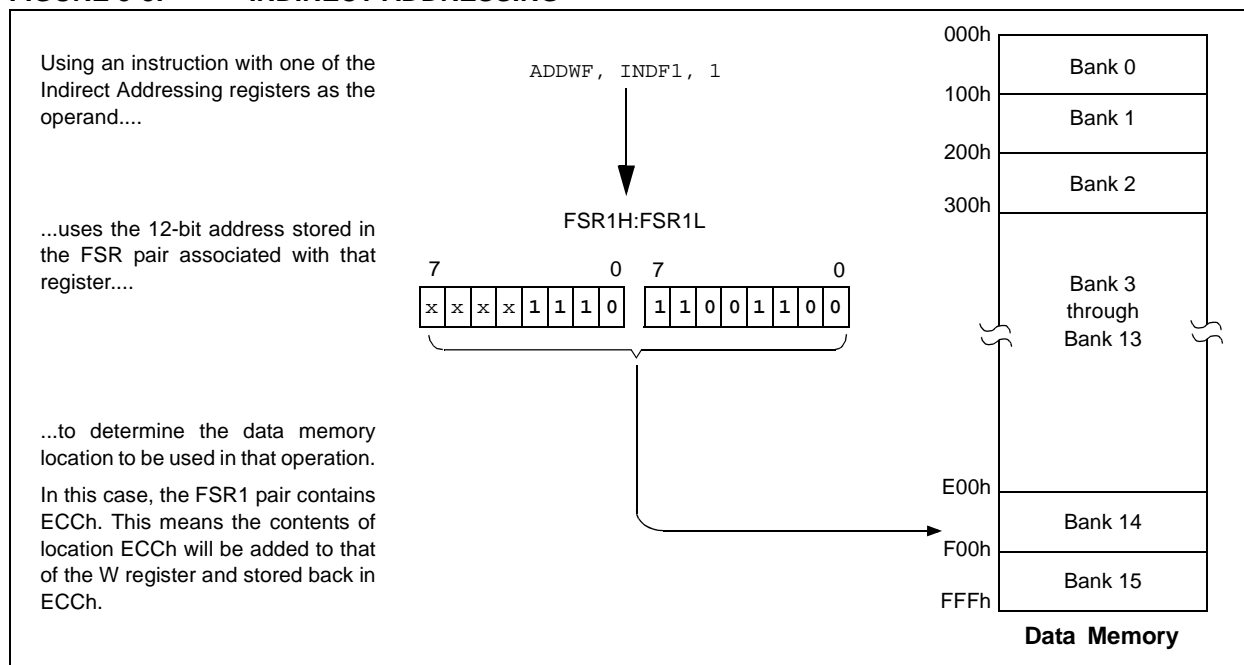 Using an instruction with one of the
Indirect Addressing registers as the
operand....
ADDWF, INDF1, 1
...uses the 12-bit address stored in
the FSR pair associated with that
register....
FSR1H:FSR1L
7 0 7 0
x x x x 1 1 1 0 1 1 0 0 1 1 0 0
...to determine the data memory
location to be used in that operation.
In this case, the FSR1 pair contains
ECCh. This means the contents of
location ECCh will be added to that
of the W register and stored back in
ECCh.
000h
Bank 0
100h
Bank 1
200h
Bank 2
300h
Bank 3
through
Bank 13
E00h
Bank 14
F00h
Bank 15
FFFh
Data Memory